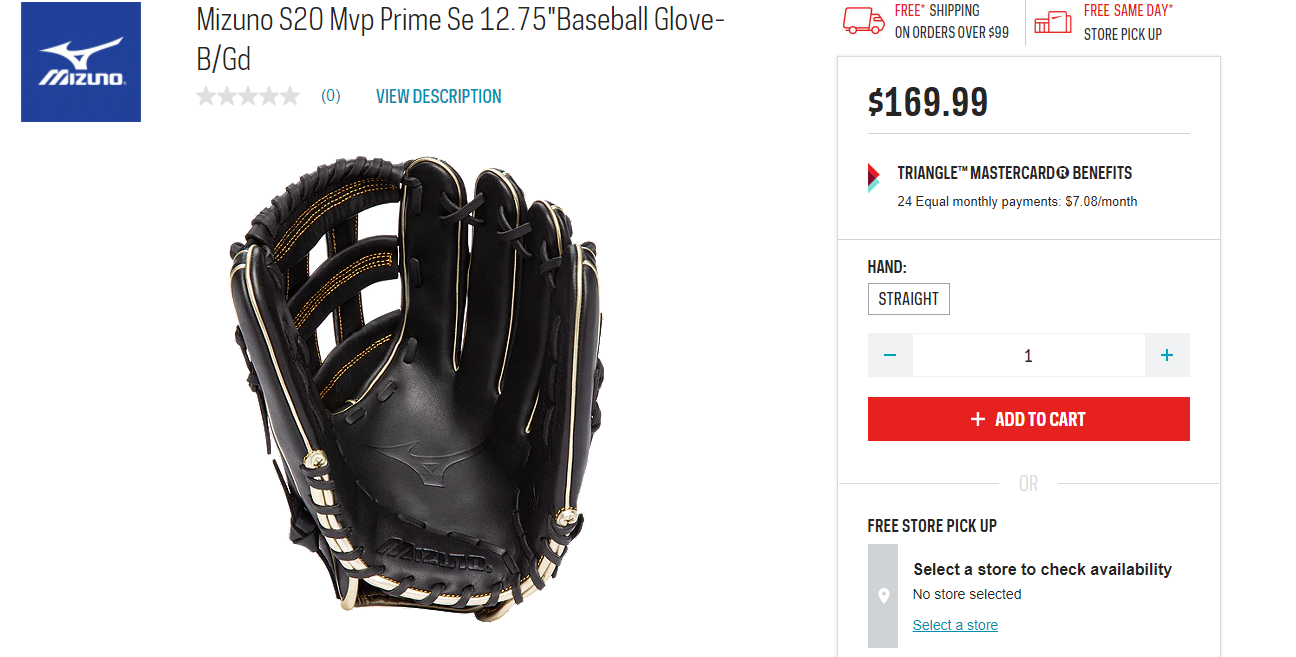 MIZUNO
Mizuno S20 Mvp Prime Se 12.75"Baseball Glove-
B/Gd
(0) VIEW DESCRIPTION
MIZUNO
FREE* SHIPPING
ON ORDERS OVER $99
FREE SAME DAY*
STORE PICK UP
$169.99
TRIANGLE™ MASTERCARD® BENEFITS
24 Equal monthly payments: $7.08/month
HAND:
STRAIGHT
− 1 +
+ ADD TO CART
OR
FREE STORE PICK UP
Select a store to check availability
No store selected
Select a store